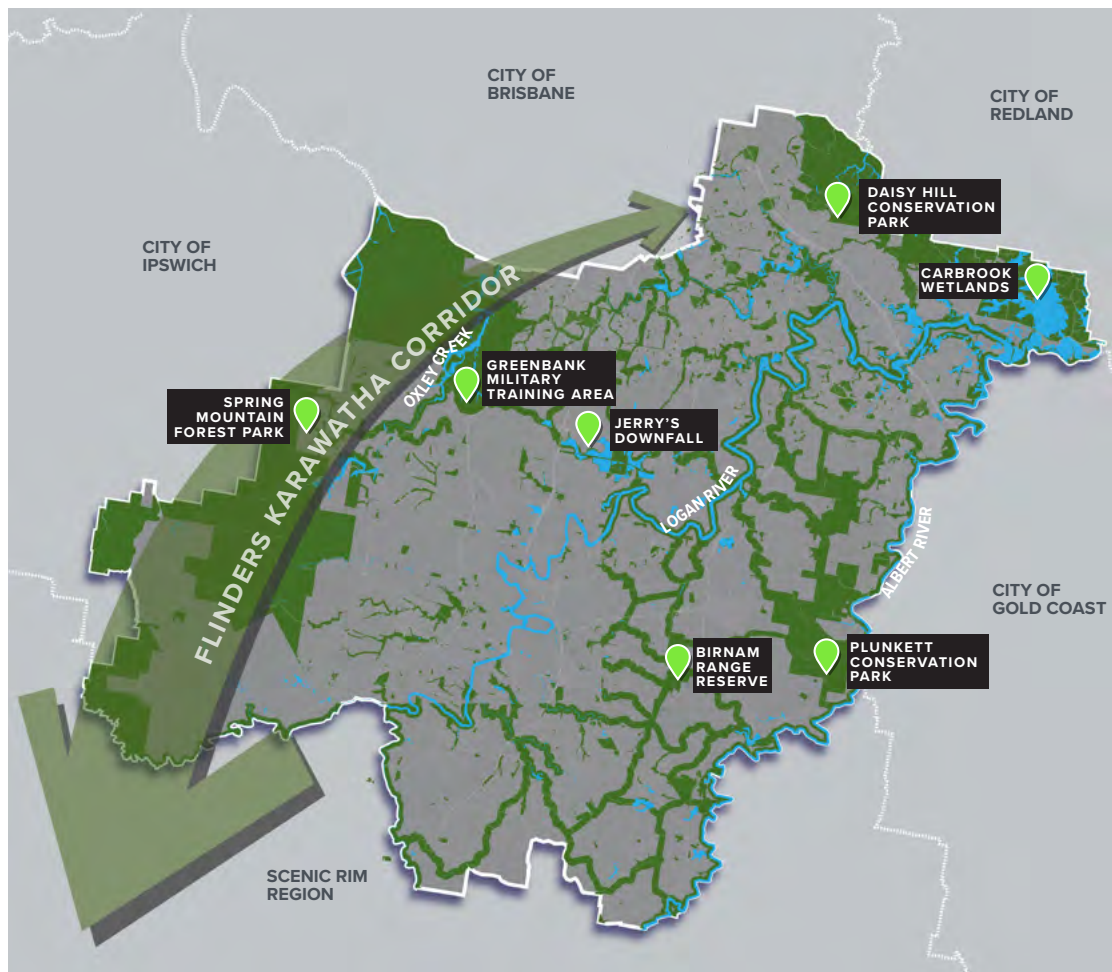 CITY OF
BRISBANE
CITY OF
REDLAND
DAISY HILL
CONSERVATION
PARK
CITY OF
IPSWICH
CARBROOK
WETLANDS
FLINDERS KARAWATHA CORRIDOR
OXLEY CREEK
GREENBANK
MILITARY
TRAINING AREA
SPRING
MOUNTAIN
FOREST PARK
JERRY'S
DOWNFALL
LOGAN RIVER
ALBERT RIVER
CITY OF
GOLD COAST
BIRNAM
RANGE
RESERVE
PLUNKETT
CONSERVATION
PARK
SCENIC RIM
REGION